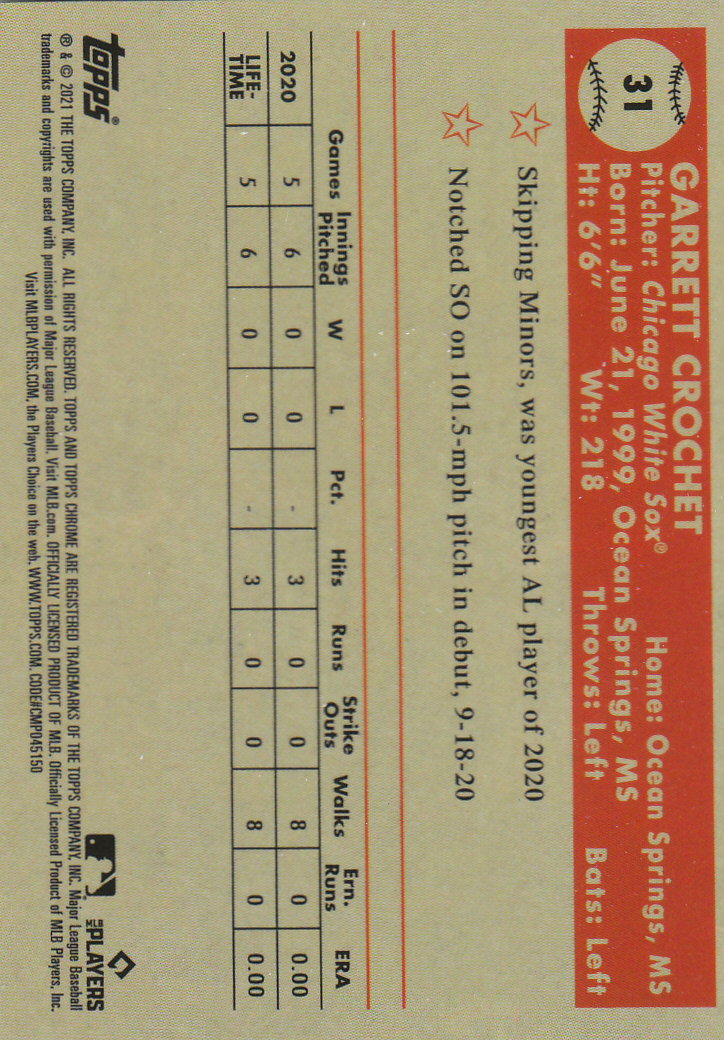 31
GARRETT CROCHET
Pitcher: Chicago White Sox® Home: Ocean Springs, MS
Born: June 21, 1999, Ocean Springs, MS
Ht: 6'6" Wt: 218 Throws: Left Bats: Left
Skipping Minors, was youngest AL player of 2020
Notched SO on 101.5-mph pitch in debut, 9-18-20
Games Innings Pitched W L Pct. Hits Runs Strike Outs Walks Ern. Runs ERA
2020 5 6 0 0 - 3 0 0 8 0 0.00
LIFE-TIME 5 6 0 0 - 3 0 0 8 0 0.00
topps®
MLB PLAYERS
® & © 2021 THE TOPPS COMPANY, INC. ALL RIGHTS RESERVED. TOPPS AND TOPPS CHROME ARE REGISTERED TRADEMARKS OF THE TOPPS COMPANY, INC. Major League Baseball
trademarks and copyrights are used with permission of Major League Baseball. Visit MLB.com. OFFICIALLY LICENSED PRODUCT OF MLB. Officially Licensed Product of MLB Players, Inc.
Visit MLBPLAYERS.COM, the Players Choice on the web. WWW.TOPPS.COM. CODE#CMP045150